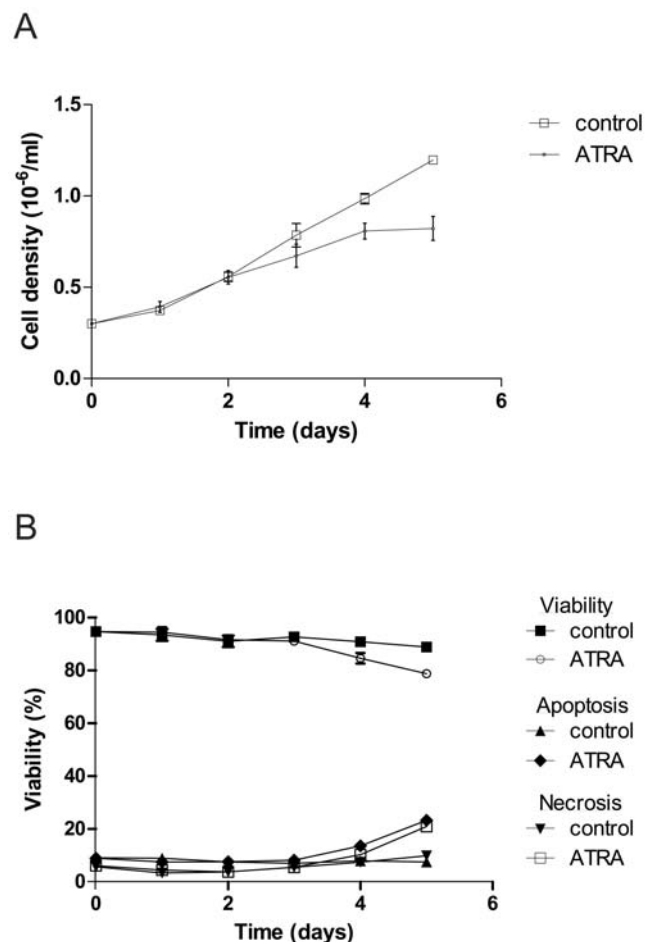 A
1.5
1.0
0.5
0.0
Cell density (10⁻⁶/ml)
0 2 4 6
Time (days)
control
ATRA
B
100
80
60
40
20
0
Viability (%)
0 2 4 6
Time (days)
Viability
control
ATRA
Apoptosis
control
ATRA
Necrosis
control
ATRA